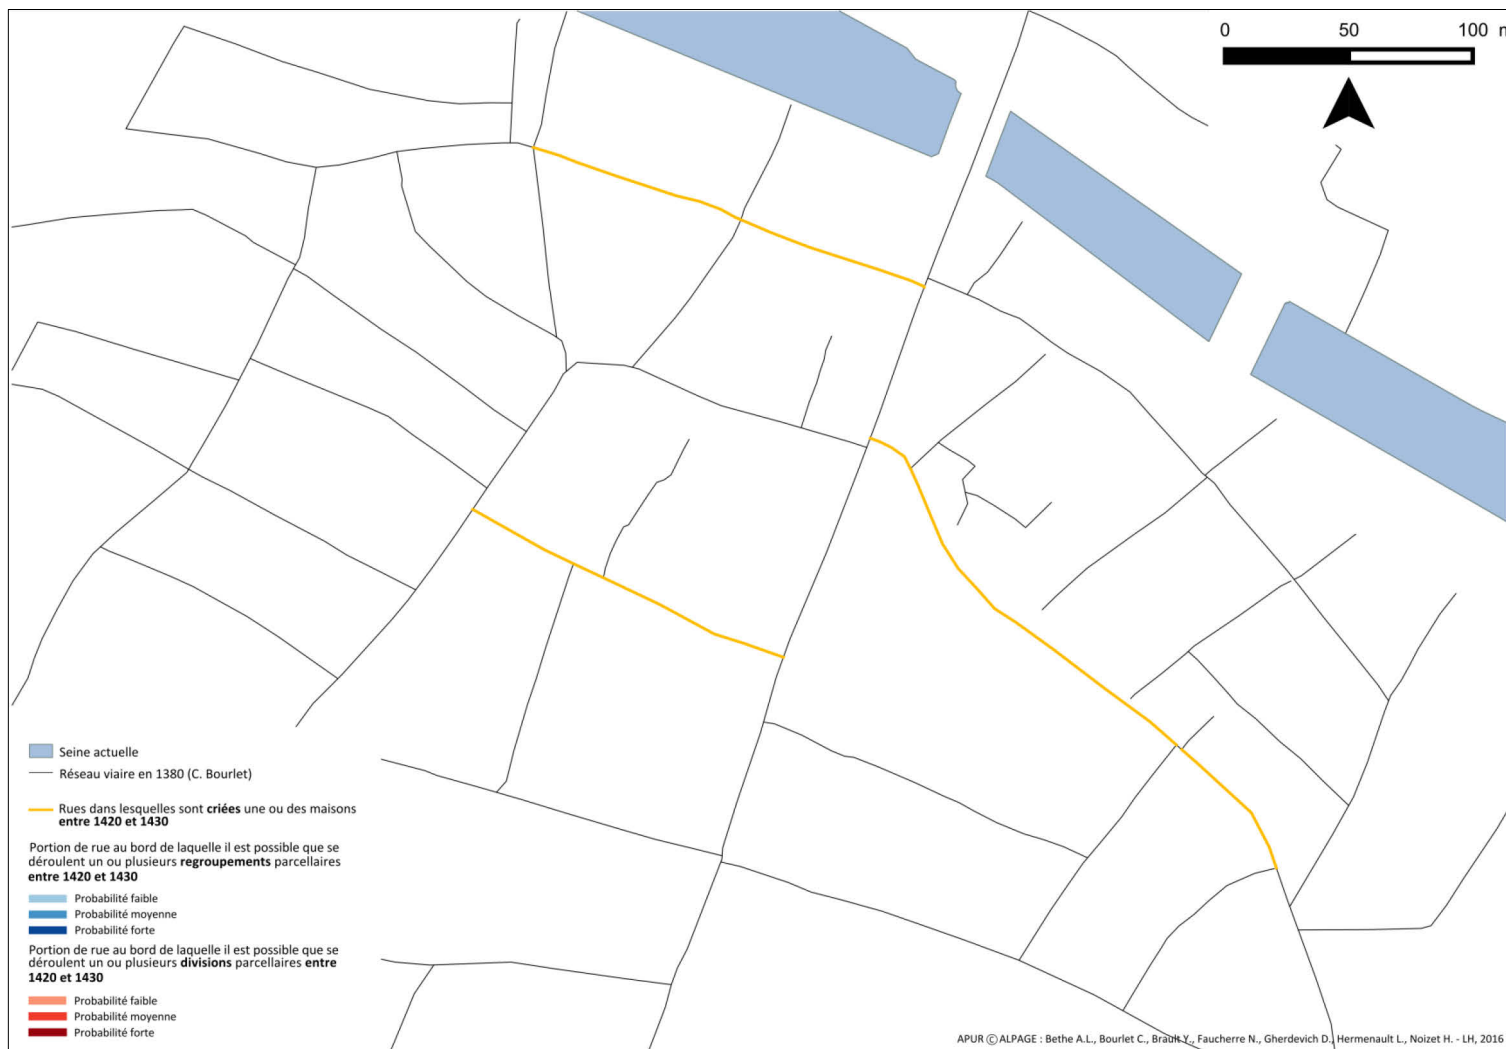 0 50 100 m
Seine actuelle
Réseau viaire en 1380 (C. Bourlet)
Rues dans lesquelles sont criées une ou des maisons
entre 1420 et 1430
Portion de rue au bord de laquelle il est possible que se
déroulent un ou plusieurs regroupements parcellaires
entre 1420 et 1430
Probabilité faible
Probabilité moyenne
Probabilité forte
Portion de rue au bord de laquelle il est possible que se
déroulent un ou plusieurs divisions parcellaires entre
1420 et 1430
Probabilité faible
Probabilité moyenne
Probabilité forte
APUR © ALPAGE : Bethe A.L., Bourlet C., Brault Y., Faucherre N., Gherdevich D., Hermenault L., Noizet H. - LH, 2016